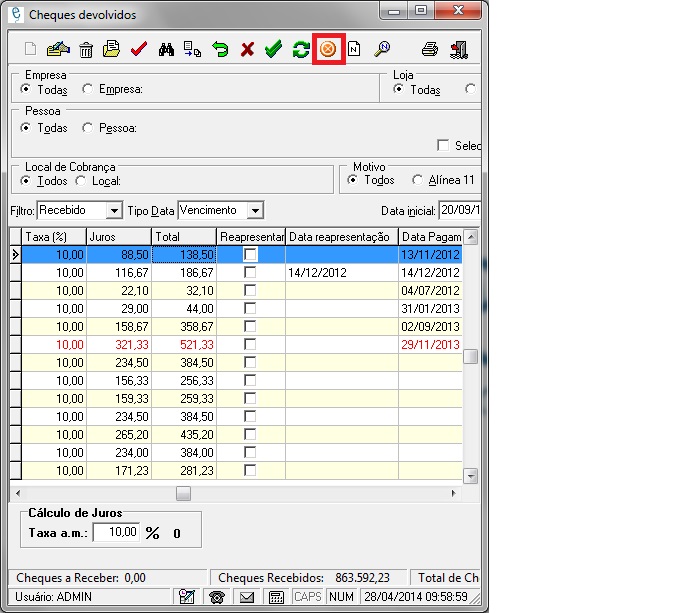 Cheques devolvidos
Empresa
Todas Empresa:
Loja
Todas
Pessoa
Todas Pessoa:
Selec
Local de Cobrança
Todos Local:
Motivo
Todos Alínea 11
Filtro: Recebido Tipo Data Vencimento Data inicial: 20/09/1
Taxa (%) Juros Total Reapresentar Data reapresentação Data Pagam
10,00 88,50 138,50 13/11/2012
10,00 116,67 186,67 14/12/2012 14/12/2012
10,00 22,10 32,10 04/07/2012
10,00 29,00 44,00 31/01/2013
10,00 158,67 358,67 02/09/2013
10,00 321,33 521,33 29/11/2013
10,00 234,50 384,50
10,00 156,33 256,33
10,00 159,33 259,33
10,00 234,50 384,50
10,00 265,20 435,20
10,00 234,00 384,00
10,00 171,23 281,23
Cálculo de Juros
Taxa a.m.: 10,00 % 0
Cheques a Receber: 0,00 Cheques Recebidos: 863.592,23 Total de Ch
Usuário: ADMIN CAPS NUM 28/04/2014 09:58:59